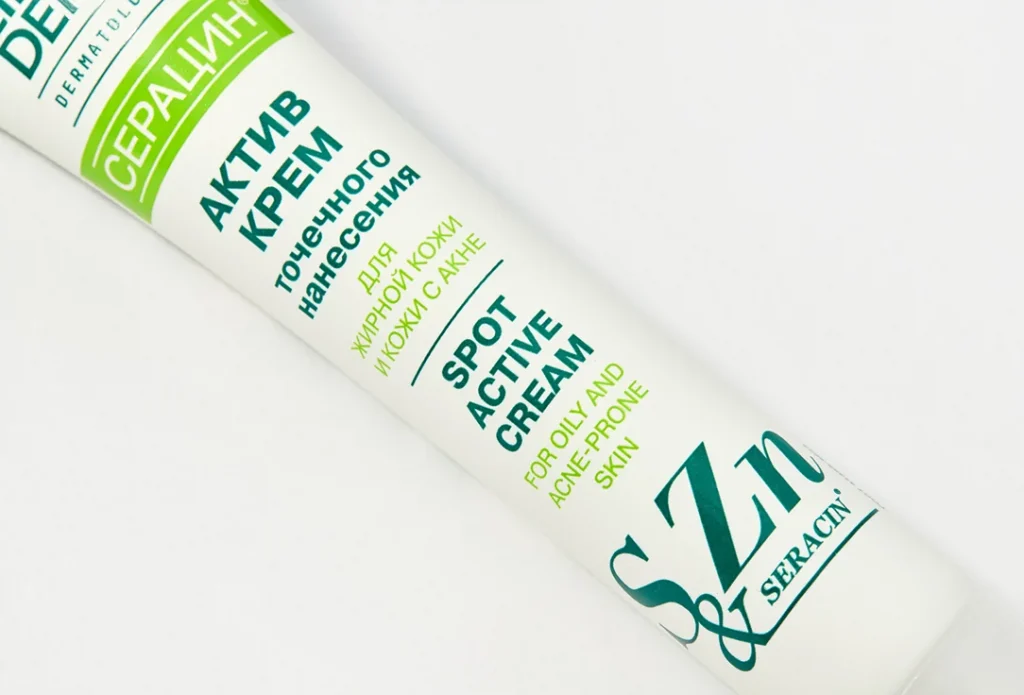 СЕРАЦИН®
АКТИВ
КРЕМ
точечного
нанесения
ДЛЯ
ЖИРНОЙ КОЖИ
И КОЖИ С АКНЕ
SPOT
ACTIVE
CREAM
FOR OILY AND
ACNE-PRONE
SKIN
S Zn
& SERACIN®